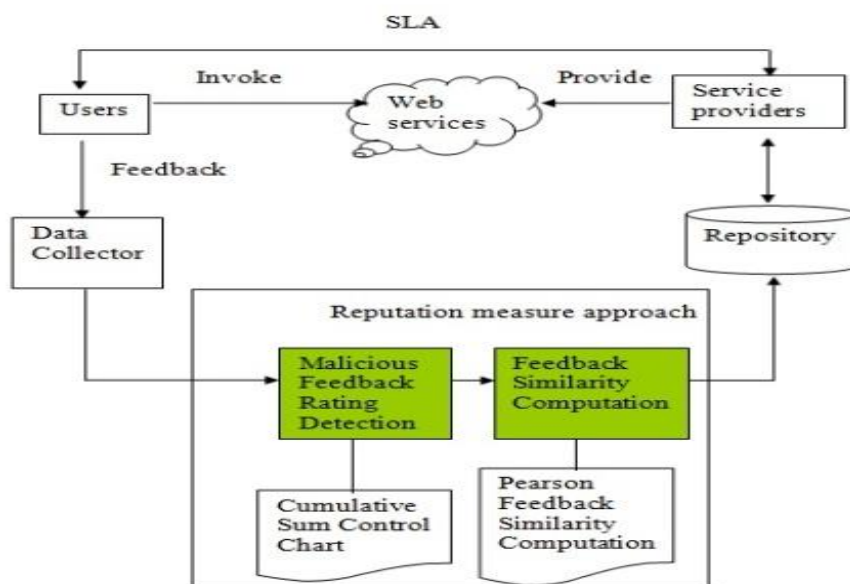 SLA
Invoke
Provide
Users
Web
services
Service
providers
Feedback
Data
Collector
Repository
Reputation measure approach
Malicious
Feedback
Rating
Detection
Feedback
Similarity
Computation
Cumulative
Sum Control
Chart
Pearson
Feedback
Similarity
Computation